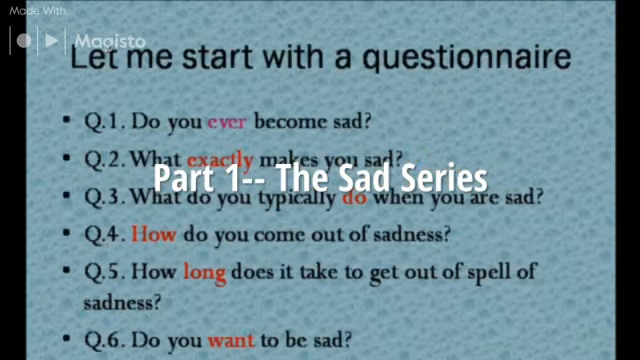 Made With
Magisto
Let me start with a questionnaire
Q.1. Do you ever become sad?
Q.2. What exactly makes you sad?
Part 1-- The Sad Series
Q.3. What do you typically do when you are sad?
Q.4. How do you come out of sadness?
Q.5. How long does it take to get out of spell of
sadness?
Q.6. Do you want to be sad?